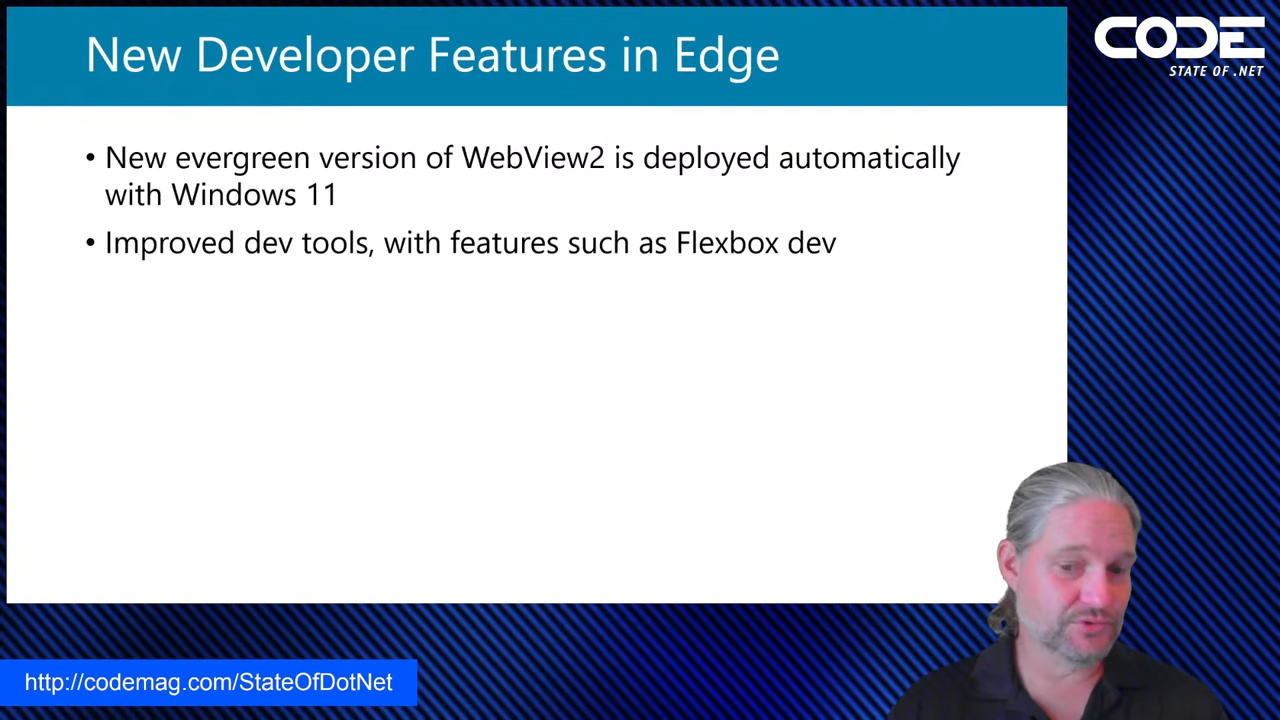 New Developer Features in Edge
CODE
STATE OF .NET
• New evergreen version of WebView2 is deployed automatically
with Windows 11
• Improved dev tools, with features such as Flexbox dev
http://codemag.com/StateOfDotNet